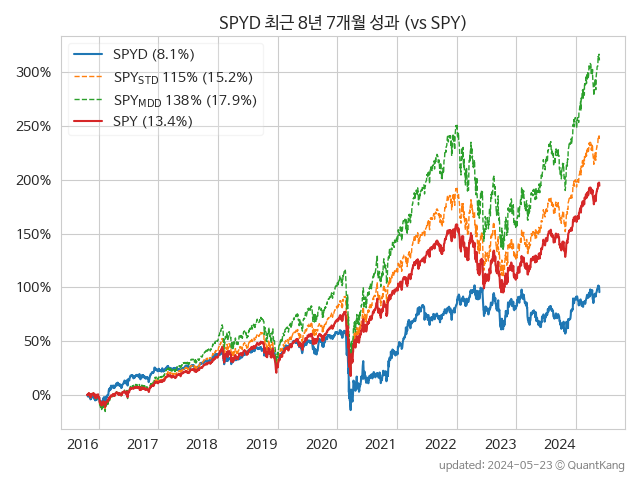 SPYD 최근 8년 7개월 성과 (vs SPY)
SPYD (8.1%)
SPYSTD 115% (15.2%)
SPYMDD 138% (17.9%)
SPY (13.4%)
300%
250%
200%
150%
100%
50%
0%
2016 2017 2018 2019 2020 2021 2022 2023 2024
updated: 2024-05-23 ⓒ QuantKang